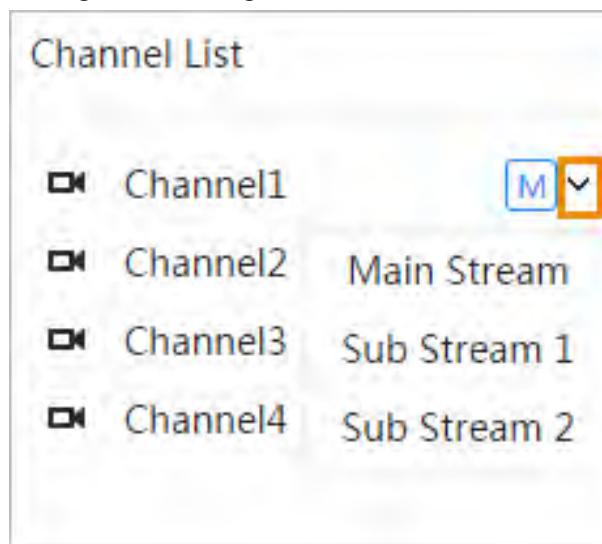 Channel List
Channel1 M
Channel2 Main Stream
Channel3 Sub Stream 1
Channel4 Sub Stream 2